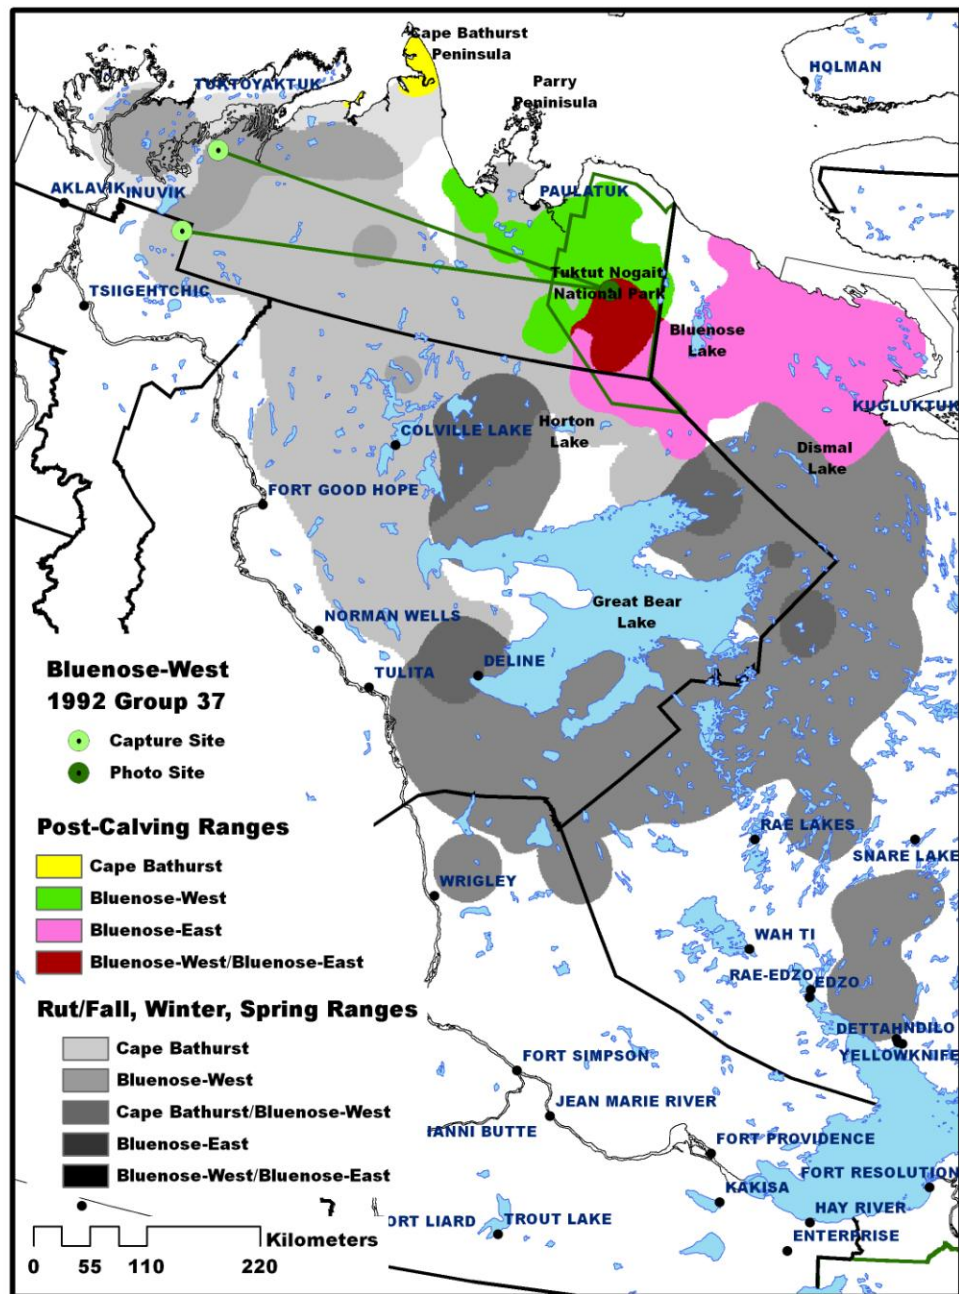 Cape Bathurst
Peninsula
HOLMAN
TUKTOYAKTUK
Parry
Peninisula
AKLAVIK
INUVIK
PAULATUK
TSIIGEHTCHIC
Tuktut Nogait
National Park
Bluenose
Lake
KUGLUKTUK
Horton
Lake
COLVILLE LAKE
Dismal
Lake
FORT GOOD HOPE
Great Bear
Lake
NORMAN WELLS
DELINE
TULITA
Bluenose-West
1992 Group 37
Capture Site
Photo Site
Post-Calving Ranges
Cape Bathurst
Bluenose-West
Bluenose-East
Bluenose-West/Bluenose-East
RAE LAKES
SNARE LAKE
WRIGLEY
WAH TI
RAE-EDZO
EDZO
DETTAH
NDILO
YELLOWKNIFE
Rut/Fall, Winter, Spring Ranges
Cape Bathurst
Bluenose-West
Cape Bathurst/Bluenose-West
Bluenose-East
Bluenose-West/Bluenose-East
FORT SIMPSON
JEAN MARIE RIVER
IANNI BUTTE
FORT PROVIDENCE
FORT RESOLUTION
KAKISA
HAY RIVER
ORT LIARD
TROUT LAKE
ENTERPRISE
Kilometers
0 55 110 220